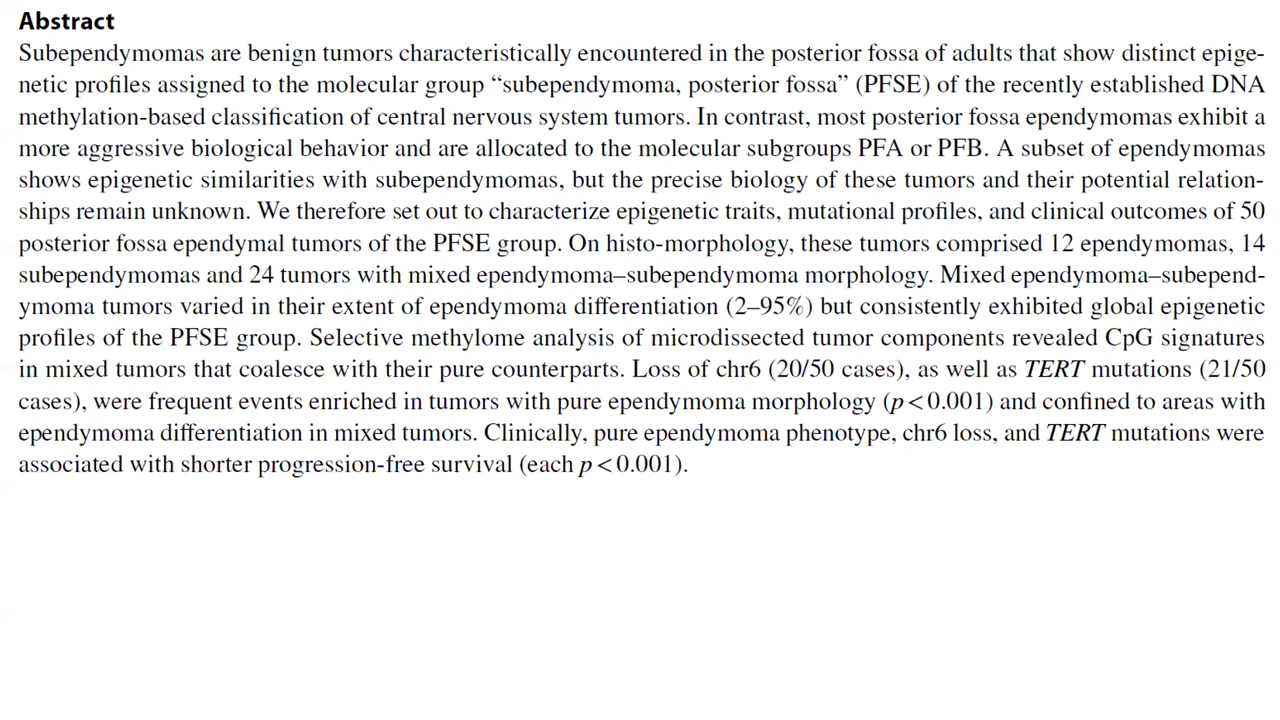 Abstract
Subependymomas are benign tumors characteristically encountered in the posterior fossa of adults that show distinct epige-
netic profiles assigned to the molecular group “subependymoma, posterior fossa” (PFSE) of the recently established DNA
methylation-based classification of central nervous system tumors. In contrast, most posterior fossa ependymomas exhibit a
more aggressive biological behavior and are allocated to the molecular subgroups PFA or PFB. A subset of ependymomas
shows epigenetic similarities with subependymomas, but the precise biology of these tumors and their potential relation-
ships remain unknown. We therefore set out to characterize epigenetic traits, mutational profiles, and clinical outcomes of 50
posterior fossa ependymal tumors of the PFSE group. On histo-morphology, these tumors comprised 12 ependymomas, 14
subependymomas and 24 tumors with mixed ependymoma–subependymoma morphology. Mixed ependymoma–subepend-
ymoma tumors varied in their extent of ependymoma differentiation (2–95%) but consistently exhibited global epigenetic
profiles of the PFSE group. Selective methylome analysis of microdissected tumor components revealed CpG signatures
in mixed tumors that coalesce with their pure counterparts. Loss of chr6 (20/50 cases), as well as TERT mutations (21/50
cases), were frequent events enriched in tumors with pure ependymoma morphology (p < 0.001) and confined to areas with
ependymoma differentiation in mixed tumors. Clinically, pure ependymoma phenotype, chr6 loss, and TERT mutations were
associated with shorter progression-free survival (each p < 0.001).